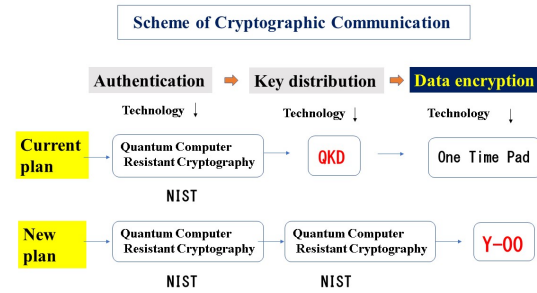 Scheme of Cryptographic Communication
Authentication
Key distribution
Data encryption
Technology
Technology
Technology
Current
plan
Quantum Computer
Resistant Cryptography
QKD
One Time Pad
NIST
New
plan
Quantum Computer
Resistant Cryptography
Quantum Computer
Resistant Cryptography
Y-00
NIST
NIST